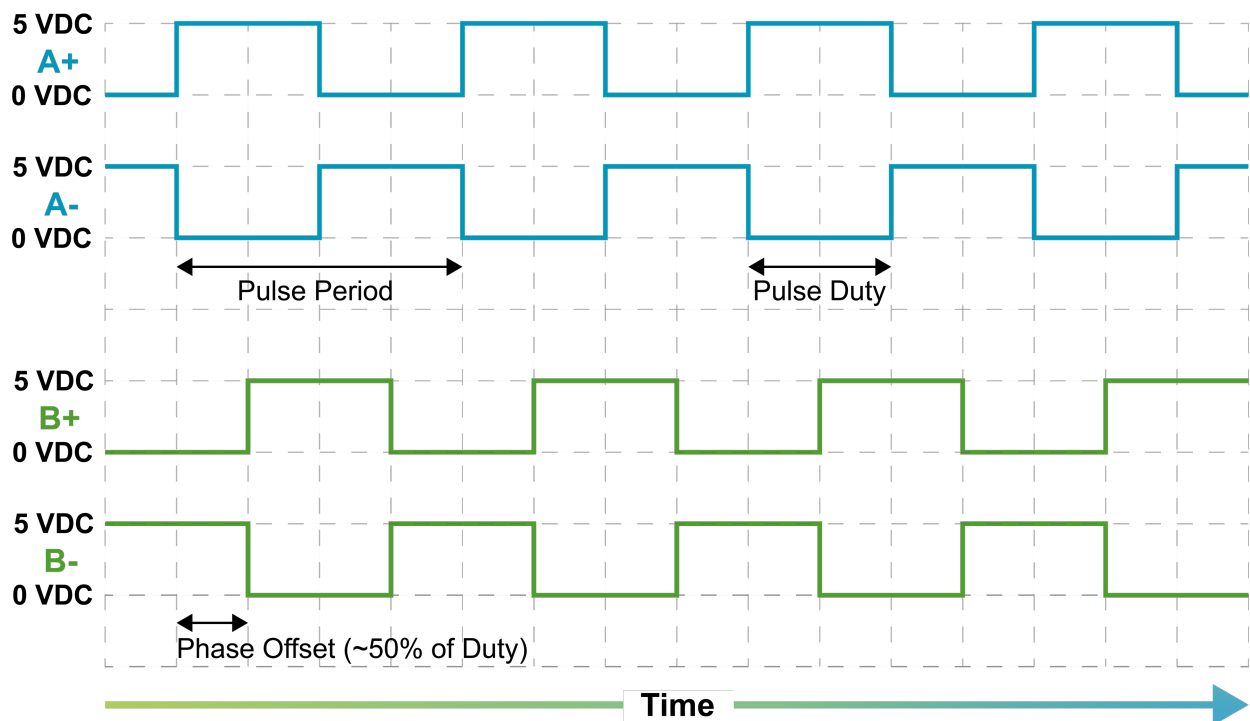 5 VDC
A+
0 VDC
5 VDC
A-
0 VDC
Pulse Period
Pulse Duty
5 VDC
B+
0 VDC
5 VDC
B-
0 VDC
Phase Offset (~50% of Duty)
Time